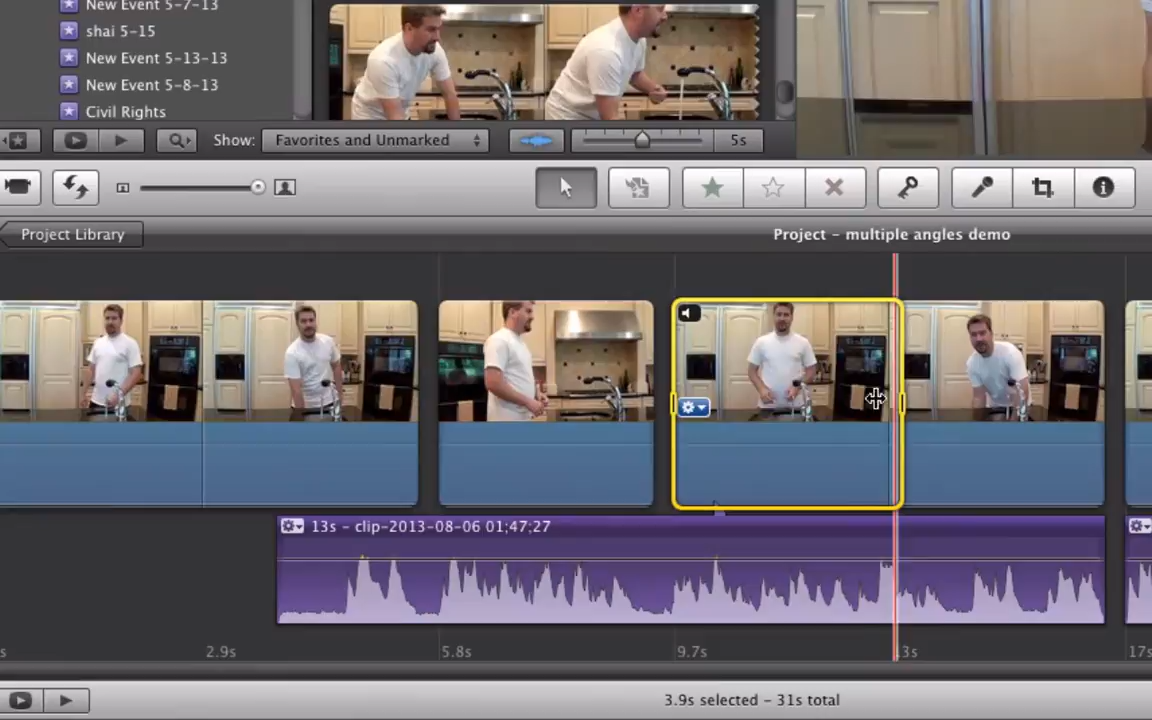 New Event 5-7-13
shai 5-15
New Event 5-13-13
New Event 5-8-13
Civil Rights
Show: Favorites and Unmarked 5s
Project Library
Project - multiple angles demo
13s - clip-2013-08-06 01;47;27
s 2.9s 5.8s 9.7s 13s 17s
3.9s selected - 31s total